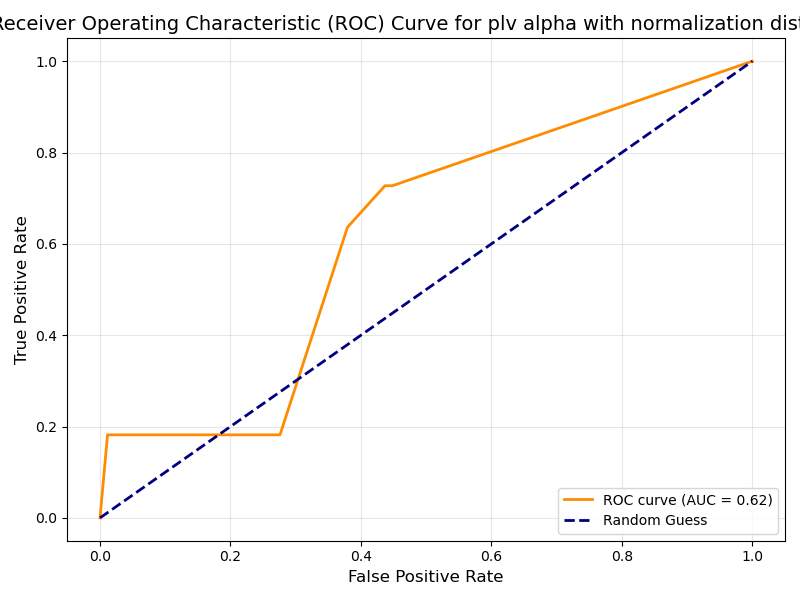 Receiver Operating Characteristic (ROC) Curve for plv alpha with normalization dist
1.0
0.8
0.6
0.4
0.2
0.0
True Positive Rate
0.0 0.2 0.4 0.6 0.8 1.0
False Positive Rate
ROC curve (AUC = 0.62)
Random Guess